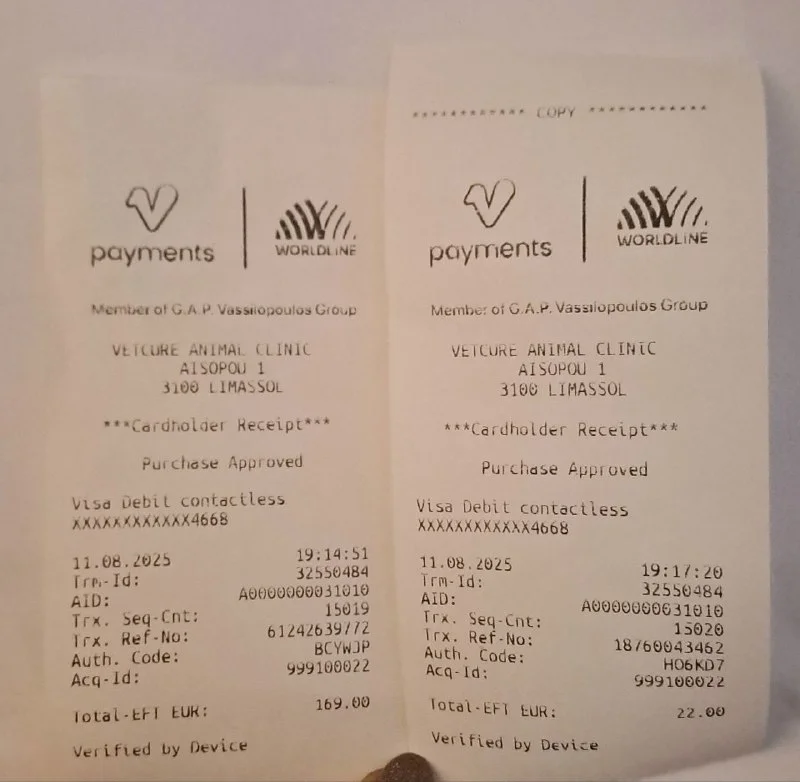 payments
WORLDLINE
Member of G.A.P. Vassilopoulos Group
VETCURE ANIMAL CLINIC
AISOPOU 1
3100 LIMASSOL
***Cardholder Receipt***
Purchase Approved
Visa Debit contactless
XXXXXXXXXXXX4668
11.08.2025 19:14:51
Trm-Id: 32550484
AID: A0000000031010
Trx. Seq-Cnt: 15019
Trx. Ref-No: 61242639772
Auth. Code: BCYWJP
Acq-Id: 999100022
Total-EFT EUR: 169.00
Verified by Device
************ COPY ************
payments
WORLDLINE
Member of G.A.P. Vassilopoulos Group
VETCURE ANIMAL CLINIC
AISOPOU 1
3100 LIMASSOL
***Cardholder Receipt***
Purchase Approved
Visa Debit contactless
XXXXXXXXXXXX4668
11.08.2025 19:17:20
Trm-Id: 32550484
AID: A0000000031010
Trx. Seq-Cnt: 15020
Trx. Ref-No: 18760043462
Auth. Code: HO6KD7
Acq-Id: 999100022
Total-EFT EUR: 22.00
Verified by Device